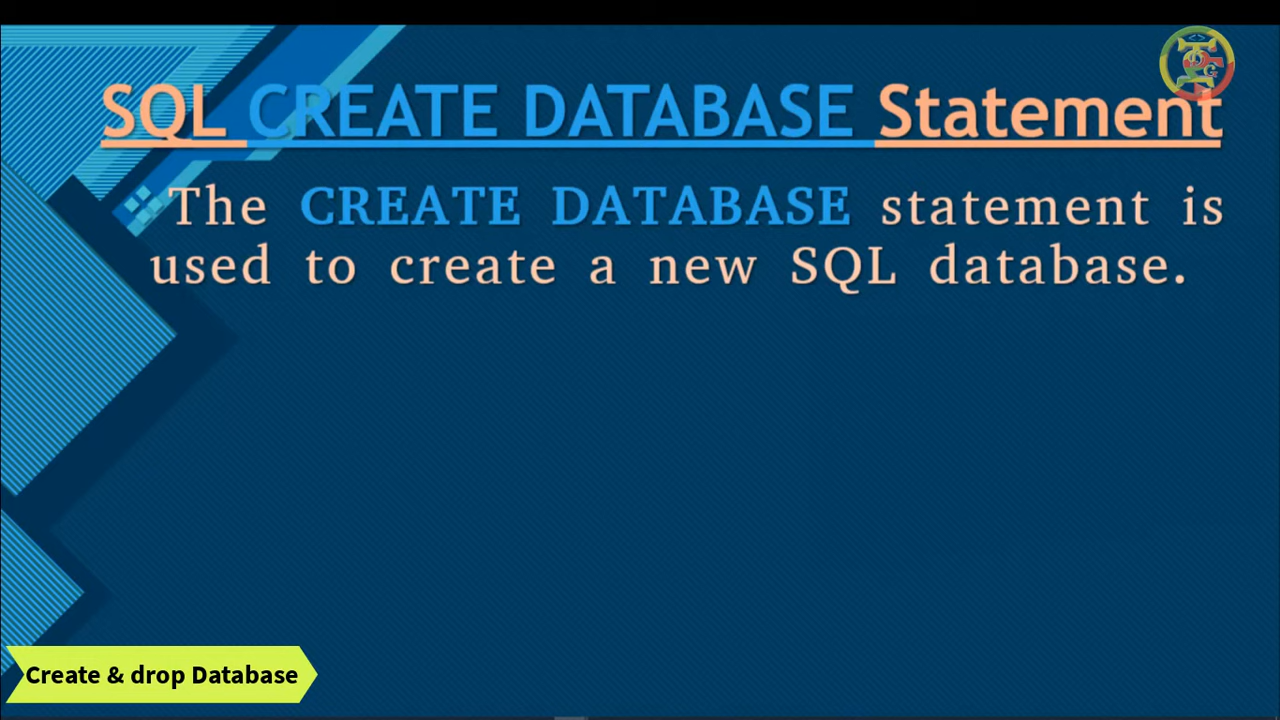 SQL CREATE DATABASE Statement
The CREATE DATABASE statement is
used to create a new SQL database.
Create & drop Database